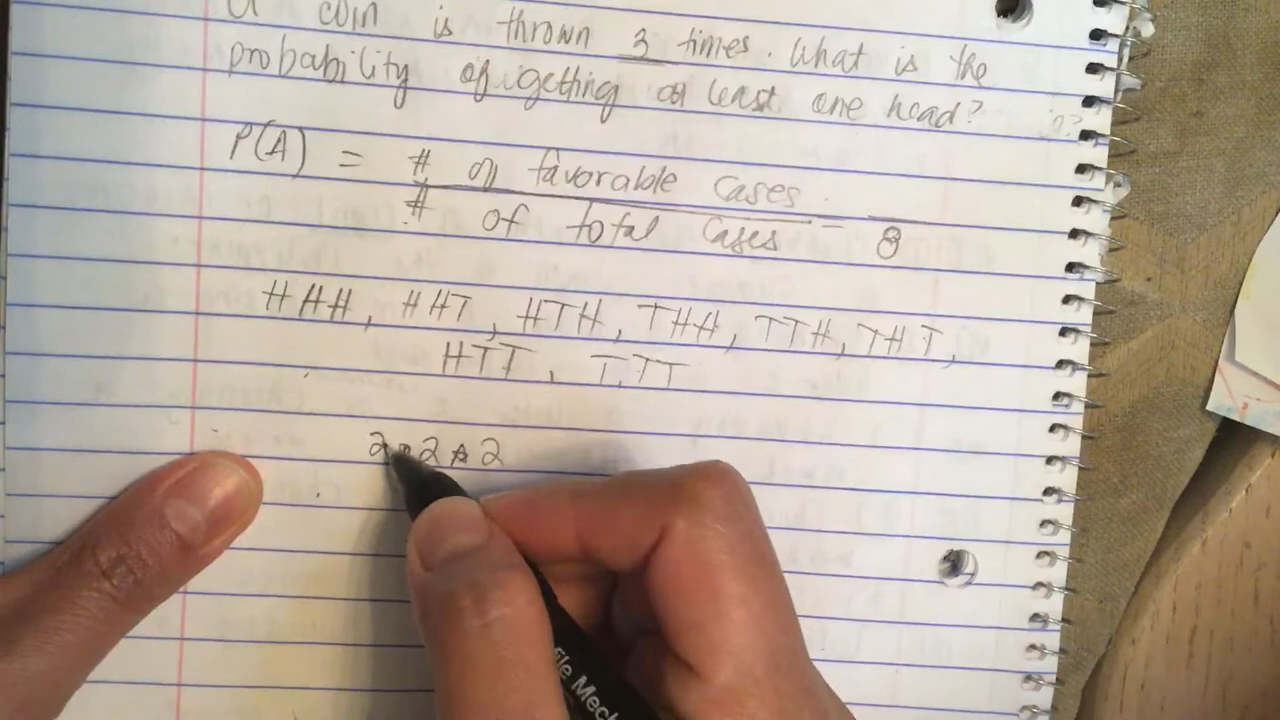 a coin is thrown 3 times. What is the
probability of getting at least one head?
P(A) = # of favorable cases = 
# of total cases 8
HHH, HHT, HTH, THH, TTH, THT,
HTT, TTT
2 * 2 * 2